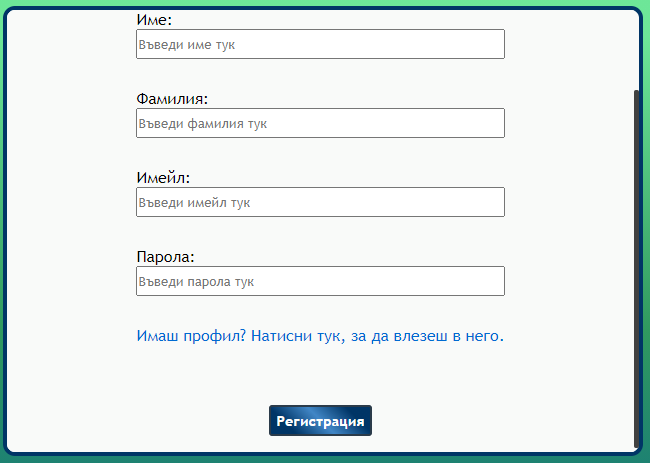 Име:
Въведи име тук
Фамилия:
Въведи фамилия тук
Имейл:
Въведи имейл тук
Парола:
Въведи парола тук
Имаш профил? Натисни тук, за да влезеш в него.
Регистрация